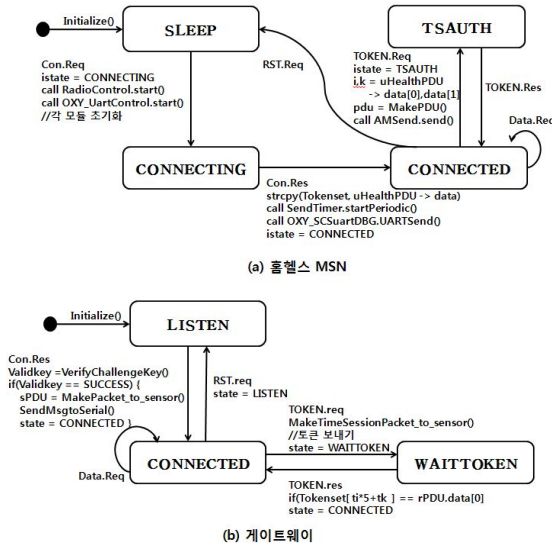 Initialize()
SLEEP
TSAUTH
Con.Req
istate = CONNECTING
call RadioControl.start()
call OXY_UartControl.start()
//각 모듈 초기화
RST.Req
TOKEN.Req
istate = TSAUTH
i,k = uHealthPDU
-> data[0],data[1]
pdu = MakePDU()
call AMSend.send()
TOKEN.Res
Data.Req
CONNECTING
CONNECTED
Con.Res
strcpy(Tokenset, uHealthPDU -> data)
call SendTimer.startPeriodic()
call OXY_SCSuartDBG.UARTSend()
istate = CONNECTED
(a) 홈헬스 MSN
Initialize()
LISTEN
Con.Res
Validkey =VerifyChallengeKey()
if(Validkey == SUCCESS) {
sPDU = MakePacket_to_sensor()
SendMsgtoSerial()
state = CONNECTED }
RST.req
state = LISTEN
TOKEN.req
MakeTimeSessionPacket_to_sensor()
//토큰 보내기
state = WAITTOKEN
Data.Req
CONNECTED
WAITTOKEN
TOKEN.res
if(Tokenset[ ti*5+tk ] == rPDU.data[0]
state = CONNECTED
(b) 게이트웨이